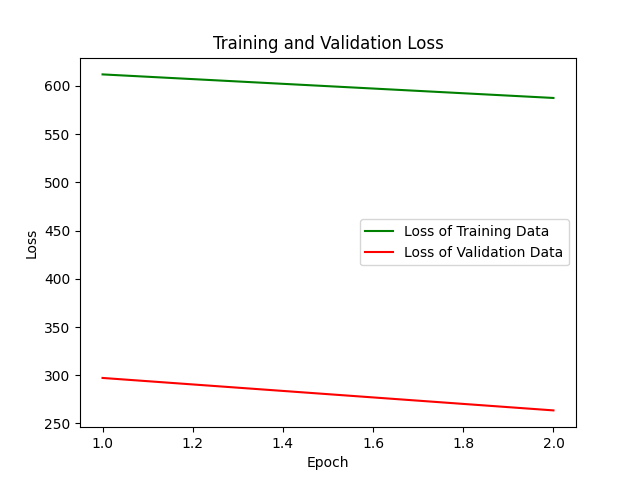 Training and Validation Loss
600
550
500
450
400
350
300
250
Loss
Loss of Training Data
Loss of Validation Data
1.0 1.2 1.4 1.6 1.8 2.0
Epoch